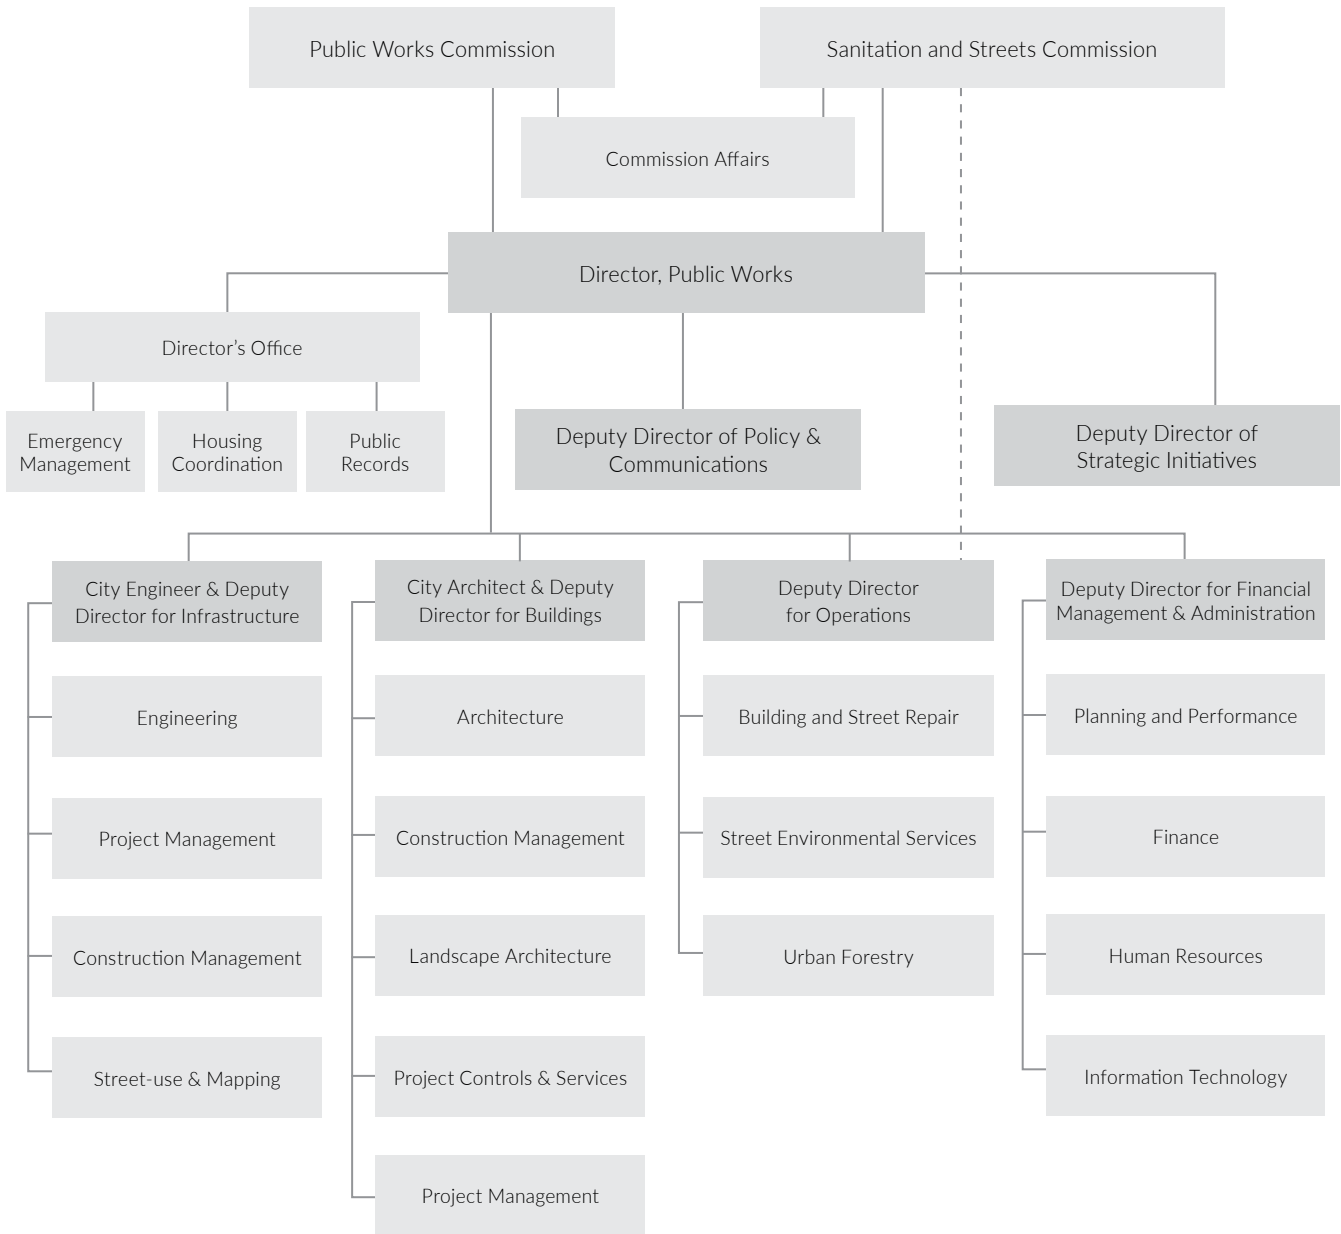 Public Works Commission
Sanitation and Streets Commission
Commission Affairs
Director, Public Works
Director’s Office
Emergency
Management
Housing
Coordination
Public
Records
Deputy Director of Policy &
Communications
Deputy Director of
Strategic Initiatives
City Engineer & Deputy
Director for Infrastructure
Engineering
Project Management
Construction Management
Street-use & Mapping
City Architect & Deputy
Director for Buildings
Architecture
Construction Management
Landscape Architecture
Project Controls & Services
Project Management
Deputy Director
for Operations
Building and Street Repair
Street Environmental Services
Urban Forestry
Deputy Director for Financial
Management & Administration
Planning and Performance
Finance
Human Resources
Information Technology